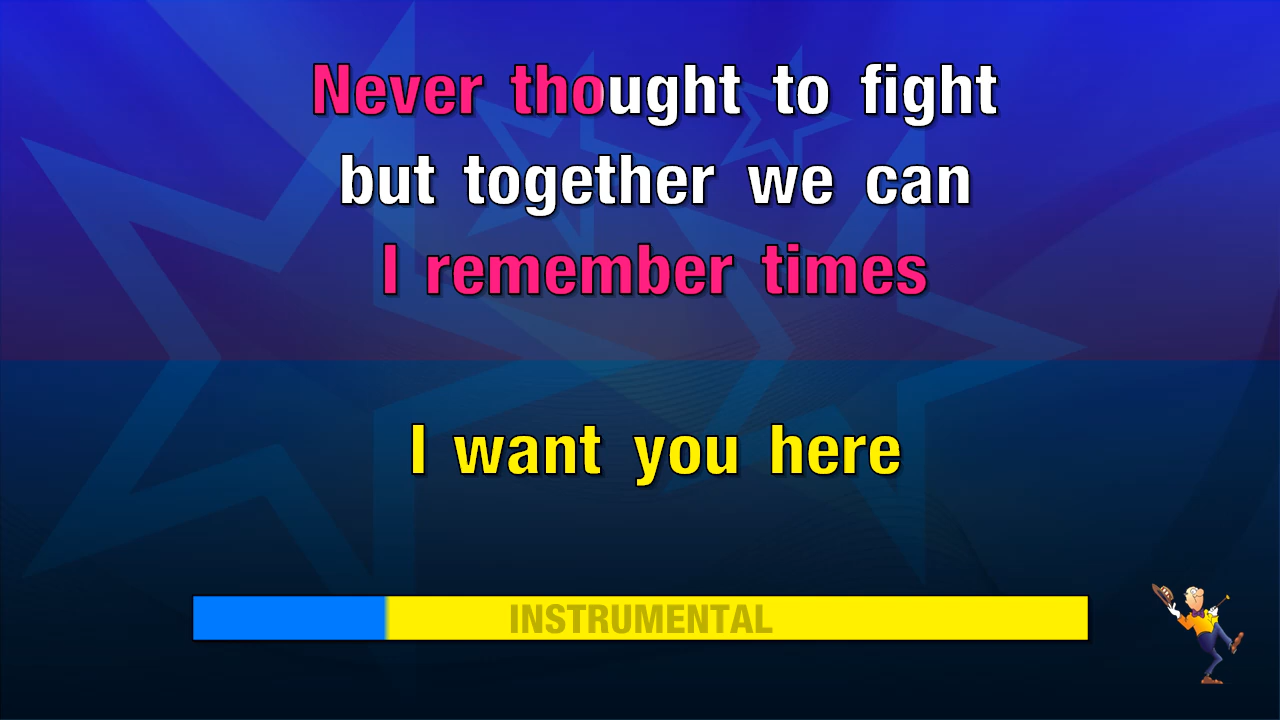 Never thought to fight
but together we can
I remember times
I want you here
INSTRUMENTAL